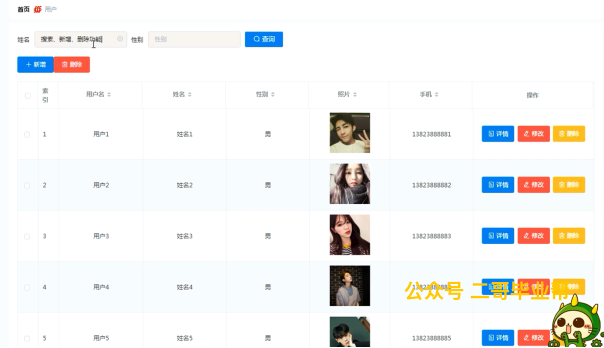 首页 用户
姓名 搜索、新增、删除功能 性别 性别 查询
新增 删除
索引 用户名 姓名 性别 照片 手机 操作
1 用户1 姓名1 男 13823888881 详情 修改 删除
2 用户2 姓名2 男 13823888882 详情 修改 删除
3 用户3 姓名3 男 13823888883 详情 修改 删除
4 用户4 姓名4 男 详情
公众号 二哥毕业
5 用户5 姓名5 男 13823888885 详情 修改 删除